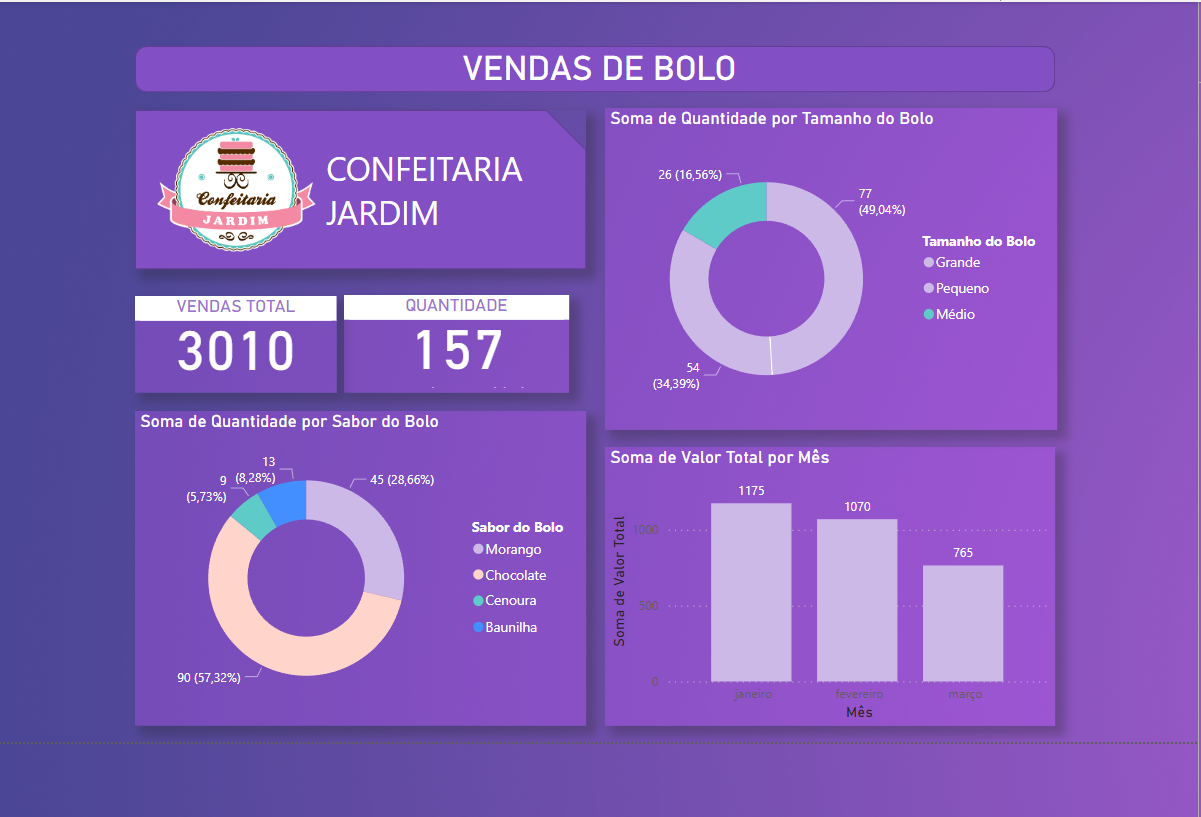 VENDAS DE BOLO
Confeitaria
JARDIM
CONFEITARIA
JARDIM
VENDAS TOTAL
3010
QUANTIDADE
157
Soma de Quantidade por Tamanho do Bolo
26 (16,56%)
77
(49,04%)
54
(34,39%)
Tamanho do Bolo
Grande
Pequeno
Médio
Soma de Quantidade por Sabor do Bolo
13
(8,28%)
9
(5,73%)
45 (28,66%)
90 (57,32%)
Sabor do Bolo
Morango
Chocolate
Cenoura
Baunilha
Soma de Valor Total por Mês
Soma de Valor Total
1000
500
0
1175
1070
765
janeiro
fevereiro
março
Mês